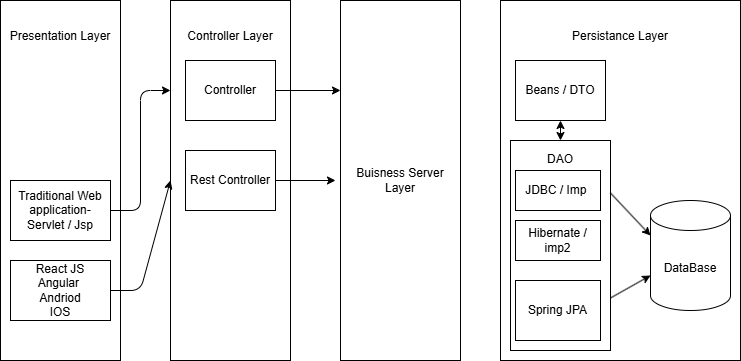 Presentation Layer
Controller Layer
Persistance Layer
Controller
Beans / DTO
Rest Controller
Buisness Server
Layer
DAO
JDBC / Imp
Traditional Web
application-
Servlet / Jsp
Hibernate /
imp2
React JS
Angular
Andriod
IOS
Spring JPA
DataBase